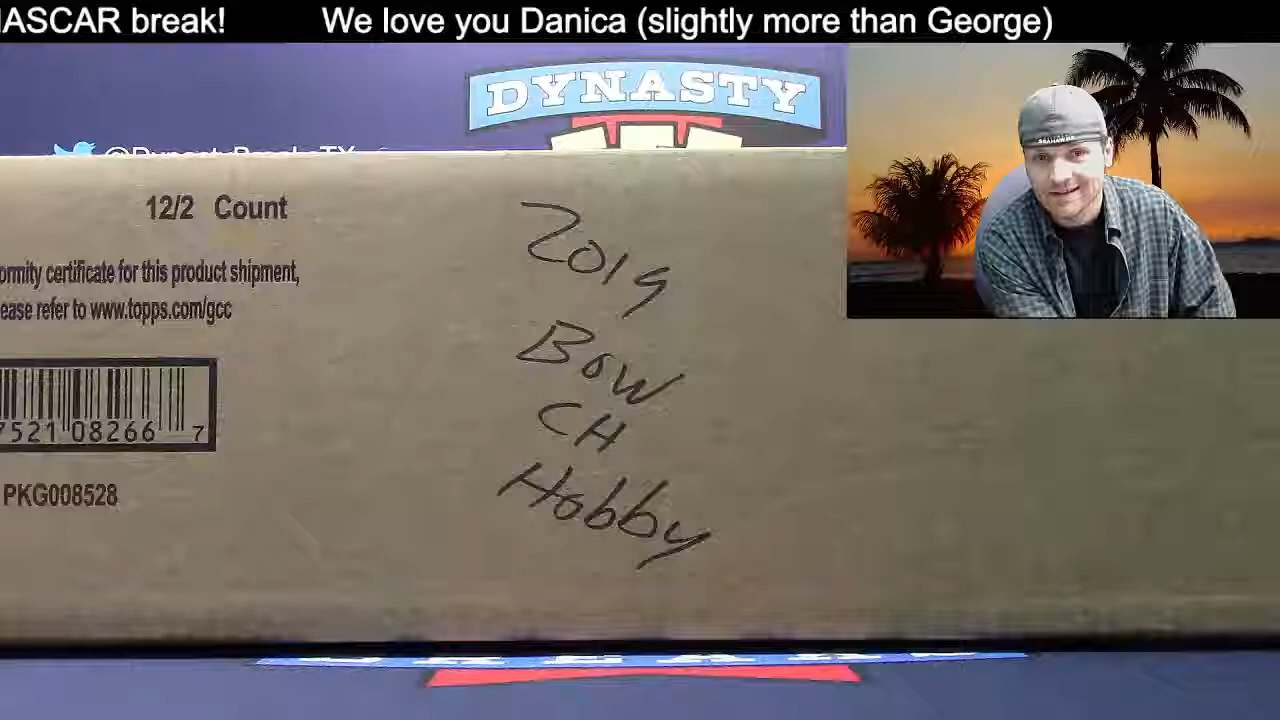 ASCAR break! We love you Danica (slightly more than George)
DYNASTY
12/2 Count
ormity certificate for this product shipment,
ease refer to www.topps.com/gcc
7521 08266 7
PKG008528
2019
Bow
CH
Hobby
SEAHAWKS